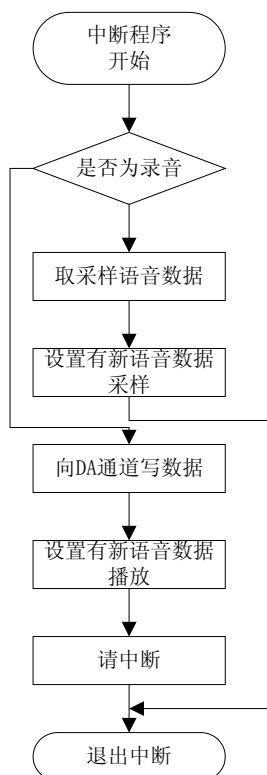 中断程序
开始
是否为录音
取采样语音数据
设置有新语音数据
采样
向DA通道写数据
设置有新语音数据
播放
请中断
退出中断